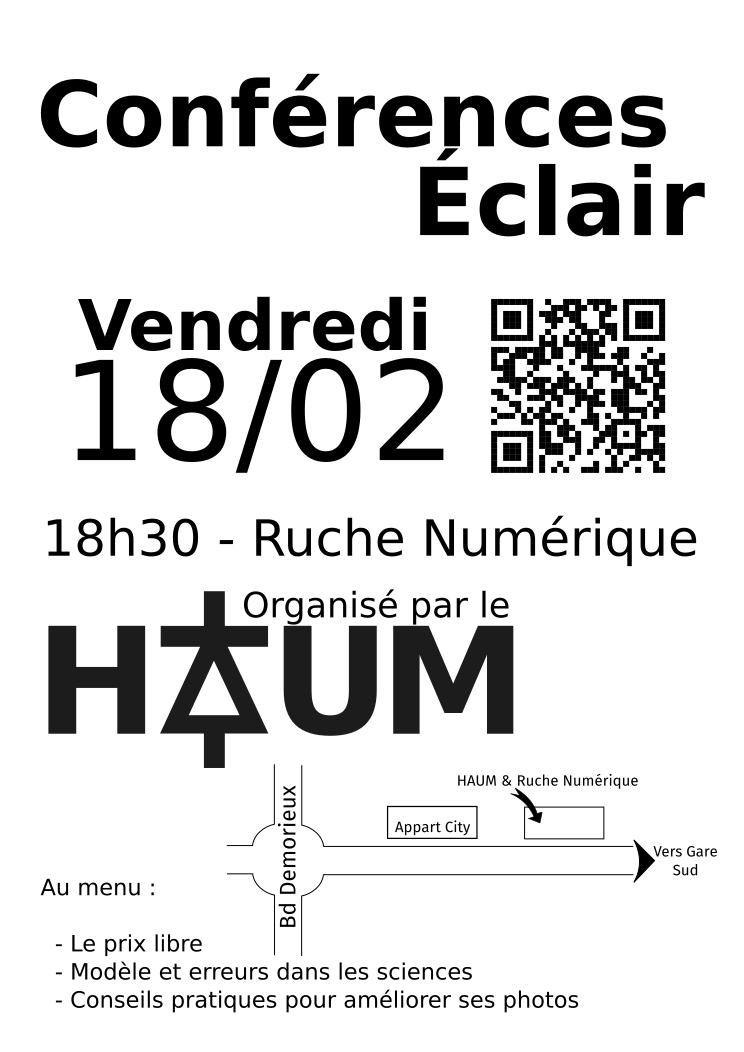 Conférences
Éclair
Vendredi
18/02
18h30 - Ruche Numérique
Organisé par le
HAUM
HAUM & Ruche Numérique
Appart City
Bd Demorieux
Vers Gare
Sud
Au menu :
- Le prix libre
- Modèle et erreurs dans les sciences
- Conseils pratiques pour améliorer ses photos